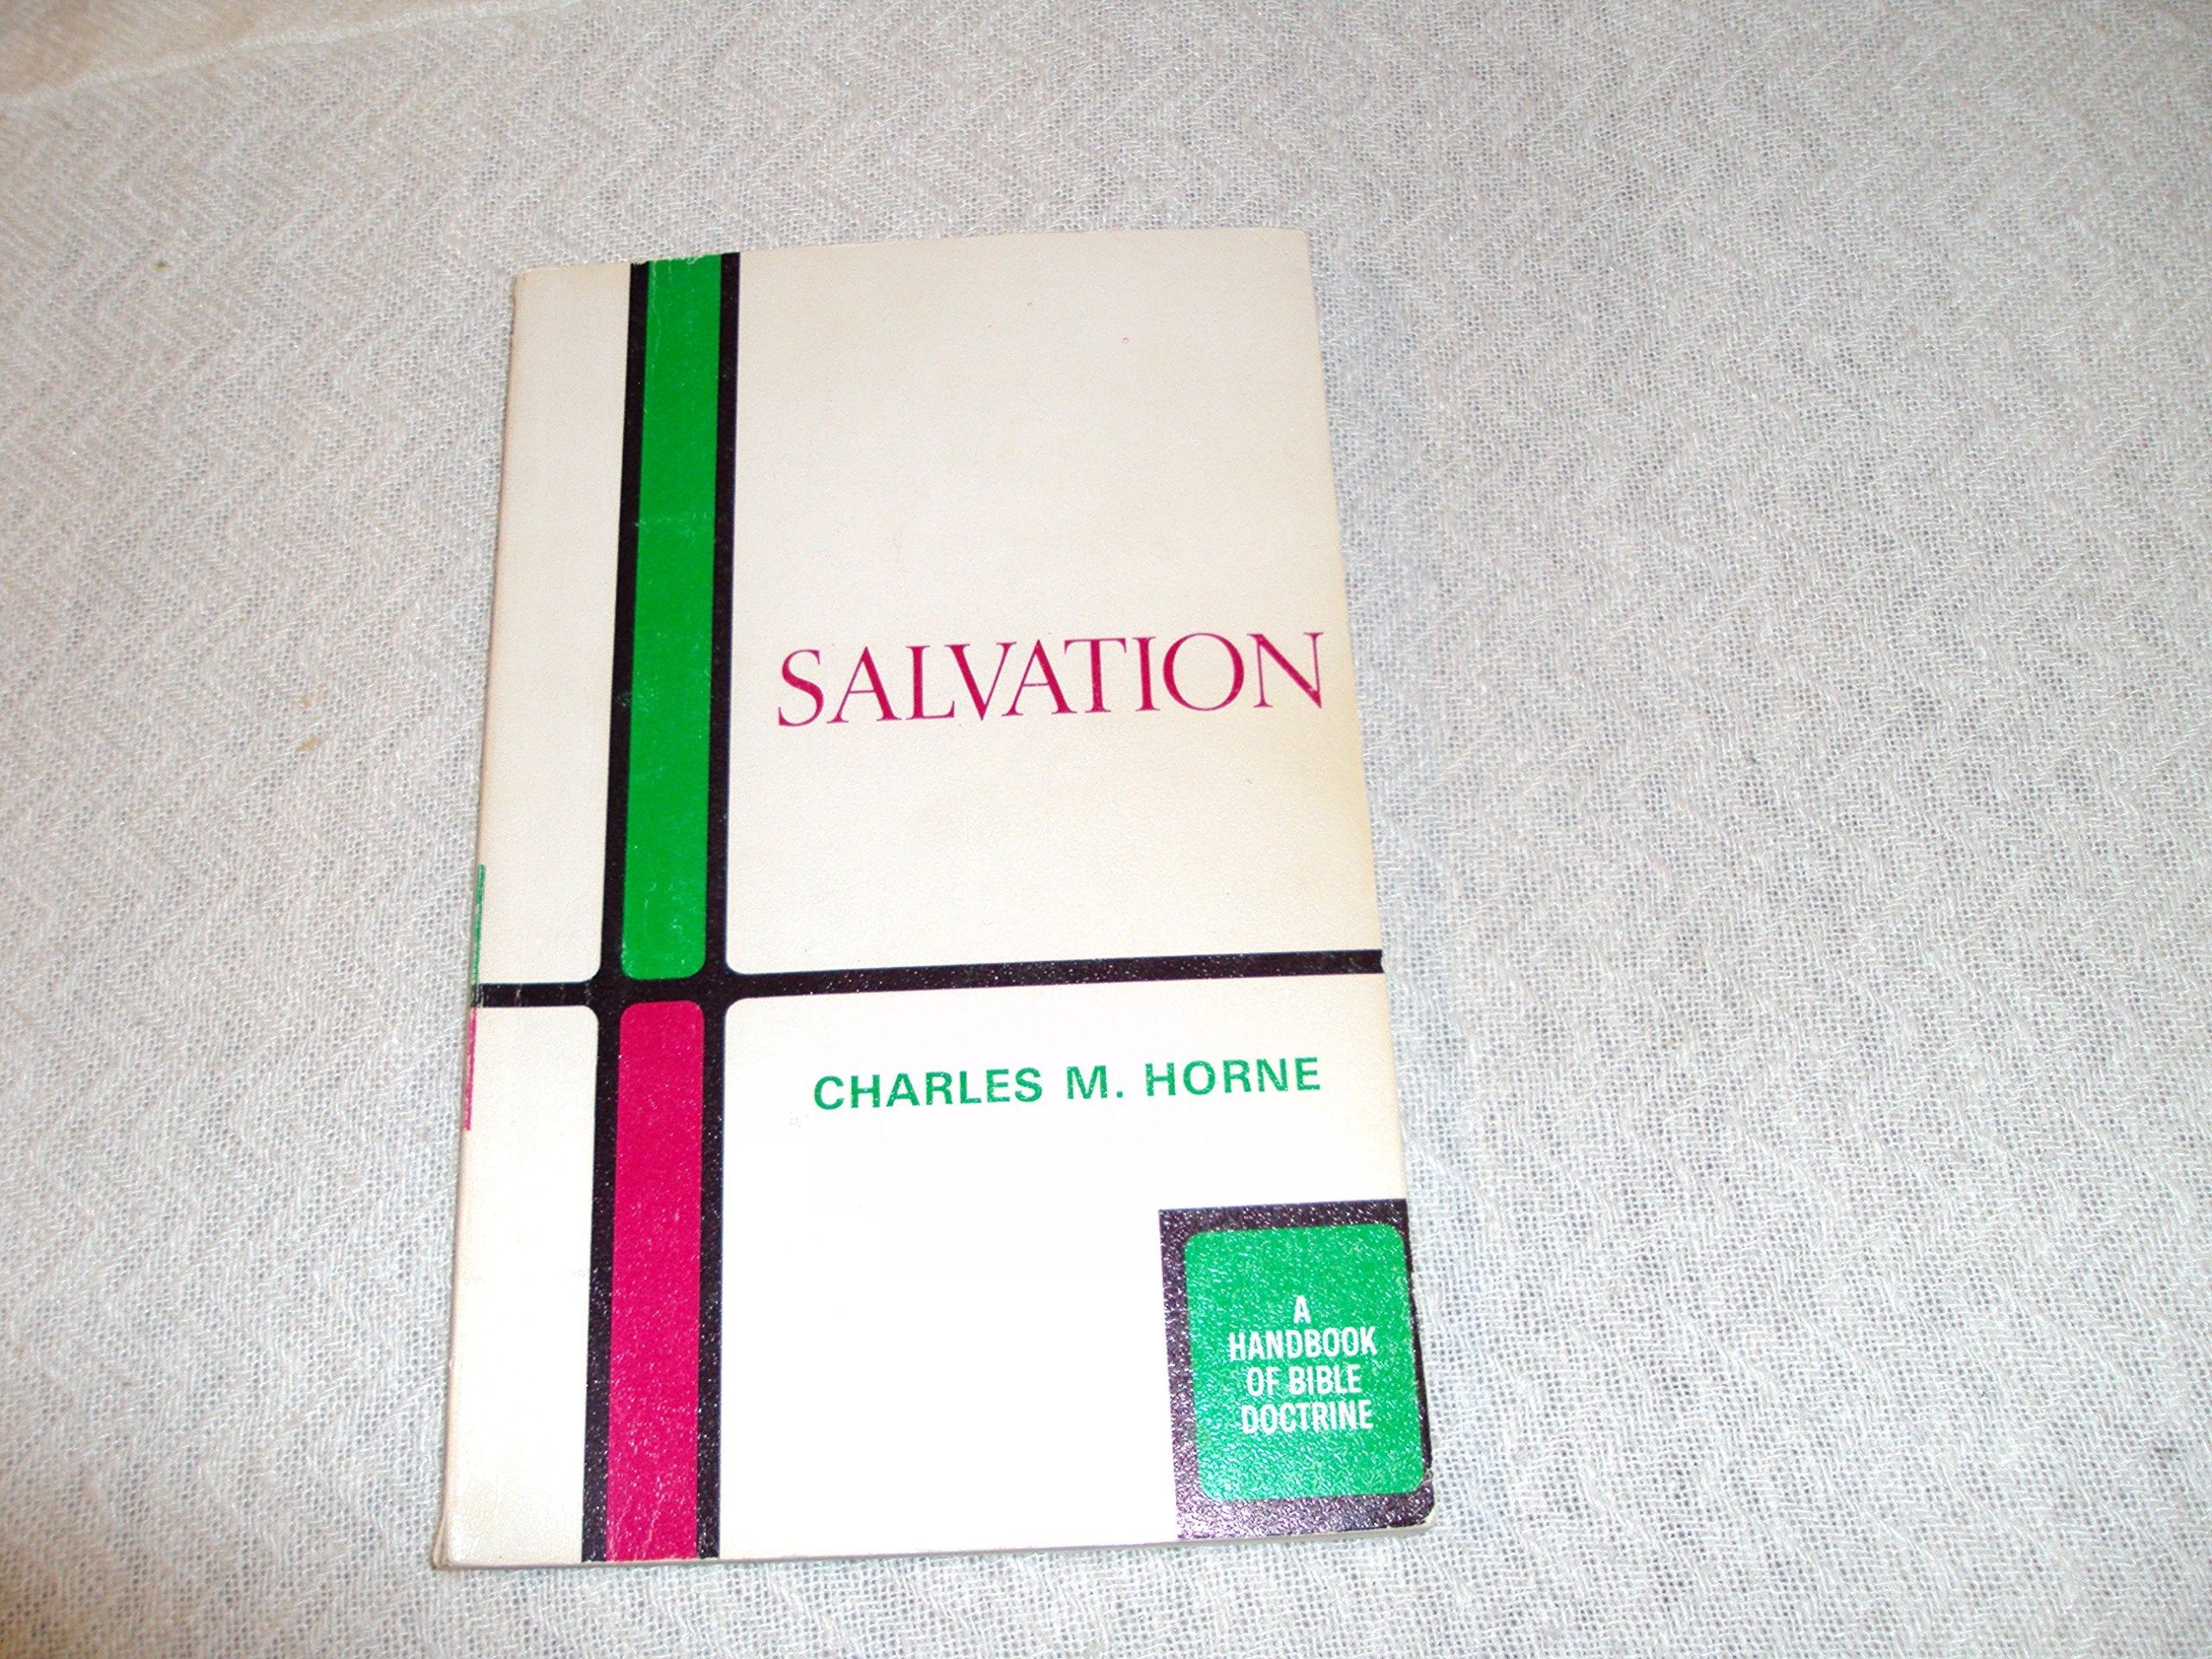 SALVATION
CHARLES M. HORNE
A
HANDBOOK
OF BIBLE
DOCTRINE